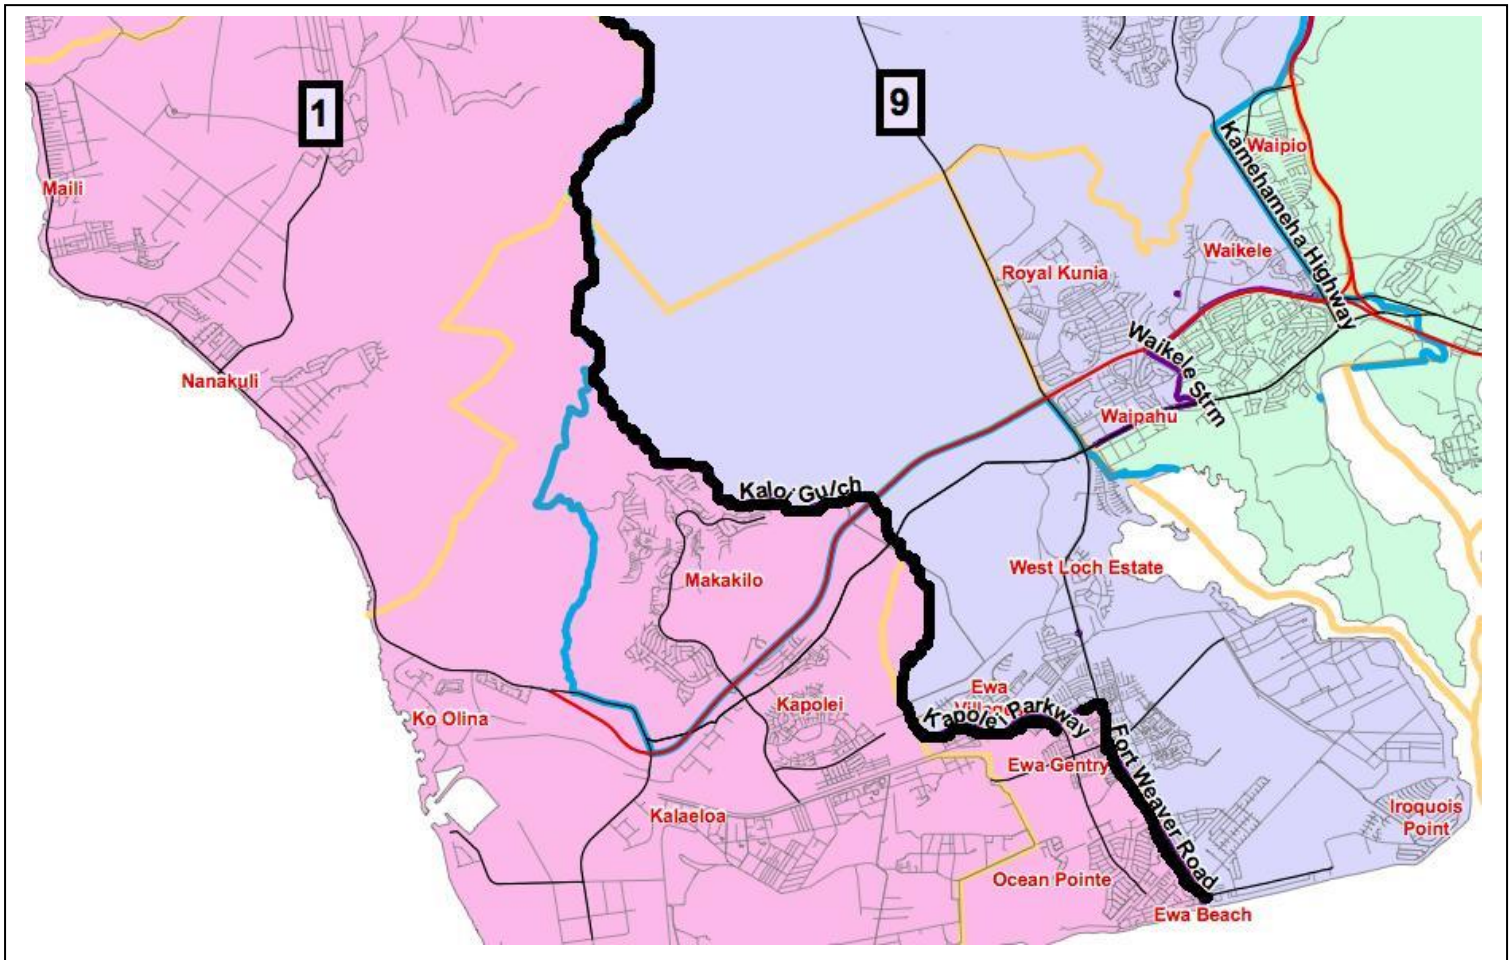 1
9
Kamehameha Highway
Waipio
Maili
Waikele
Royal Kunia
Waikele Strm
Nanakuli
Waipahu
Kaloi Gulch
West Loch Estate
Makakilo
Ewa
Kapolei
Ko Olina
Kapolei Parkway
Fort Weaver Road
Ewa Gentry
Kalaeloa
Iroquois
Point
Ocean Pointe
Ewa Beach